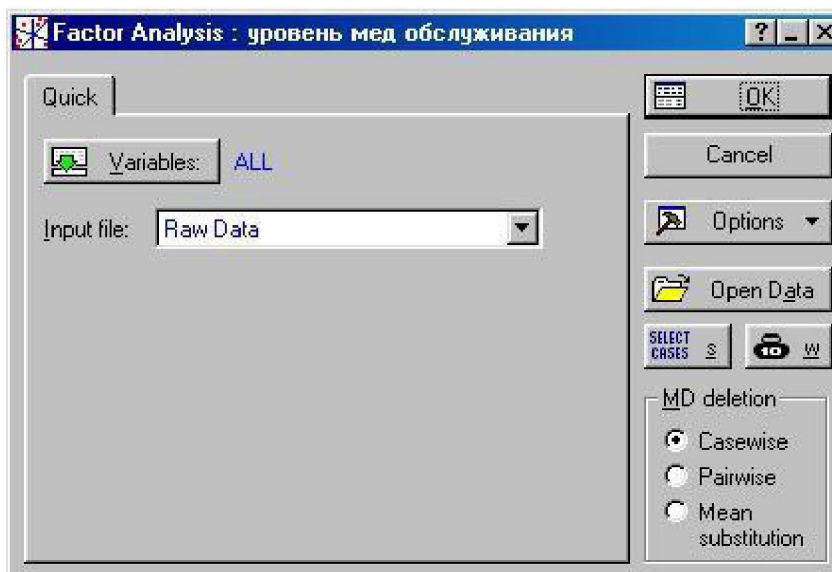 Factor Analysis : уровень мед обслуживания
Quick
Variables: ALL
Input file: Raw Data
OK
Cancel
Options
Open Data
SELECT CASES S
W
MD deletion
Casewise
Pairwise
Mean
substitution